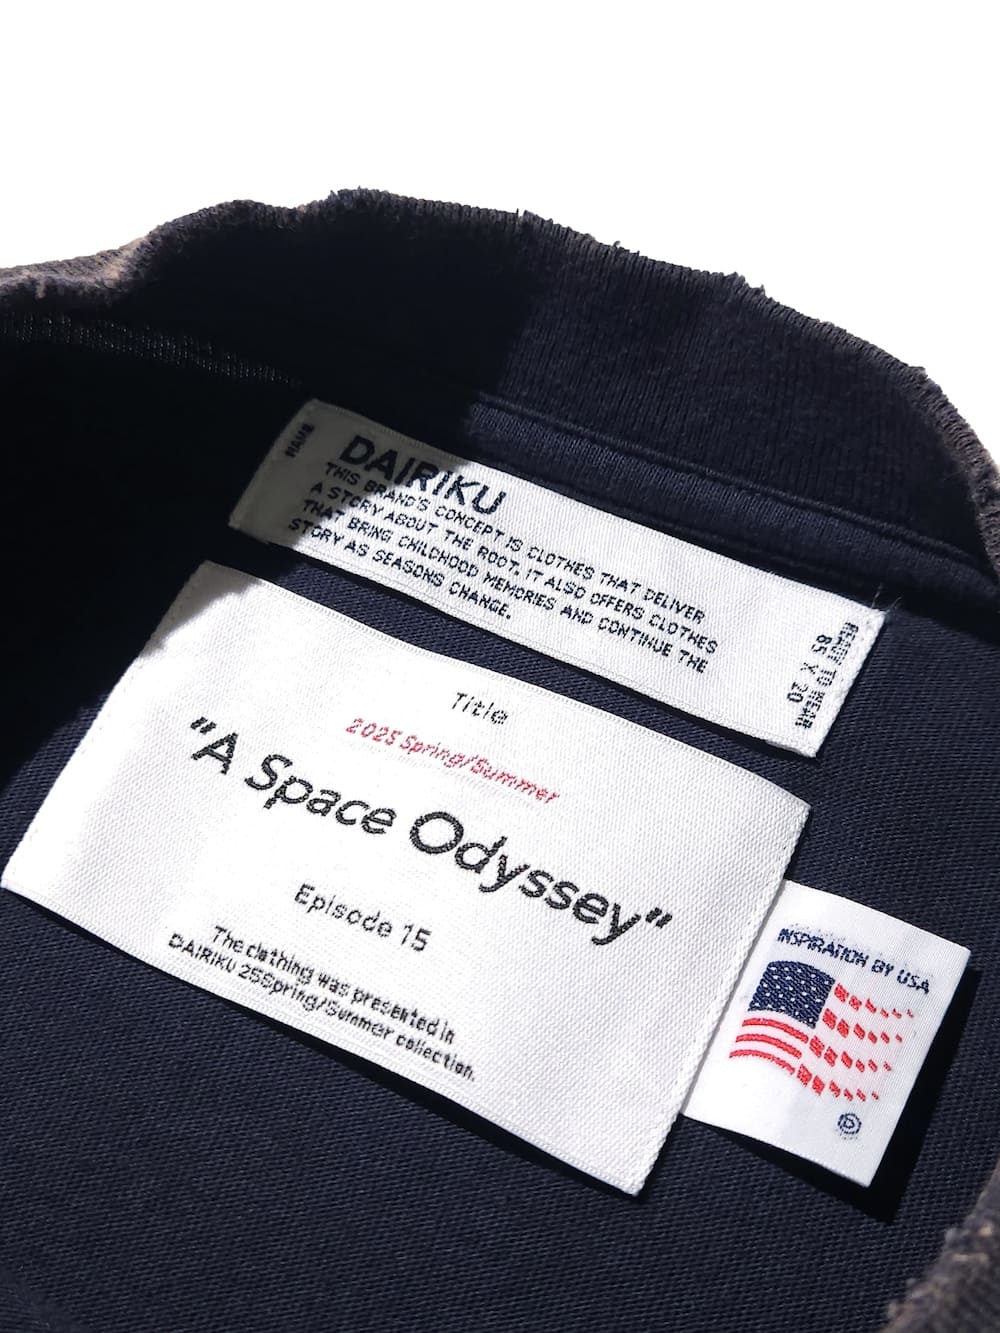 NAME
DAIRIKU
THIS BRAND'S CONCEPT IS CLOTHES THAT DELIVER
A STORY ABOUT THE ROOT. IT ALSO OFFERS CLOTHES
THAT BRING CHILDHOOD MEMORIES AND CONTINUE THE
STORY AS SEASONS CHANGE.
READY TO WEAR
85 X 20
Title
2025 Spring/Summer
"A Space Odyssey"
Episode 15
The clothing was presented in
DAIRIKU 25Spring/Summer collection.
INSPIRATION BY USA